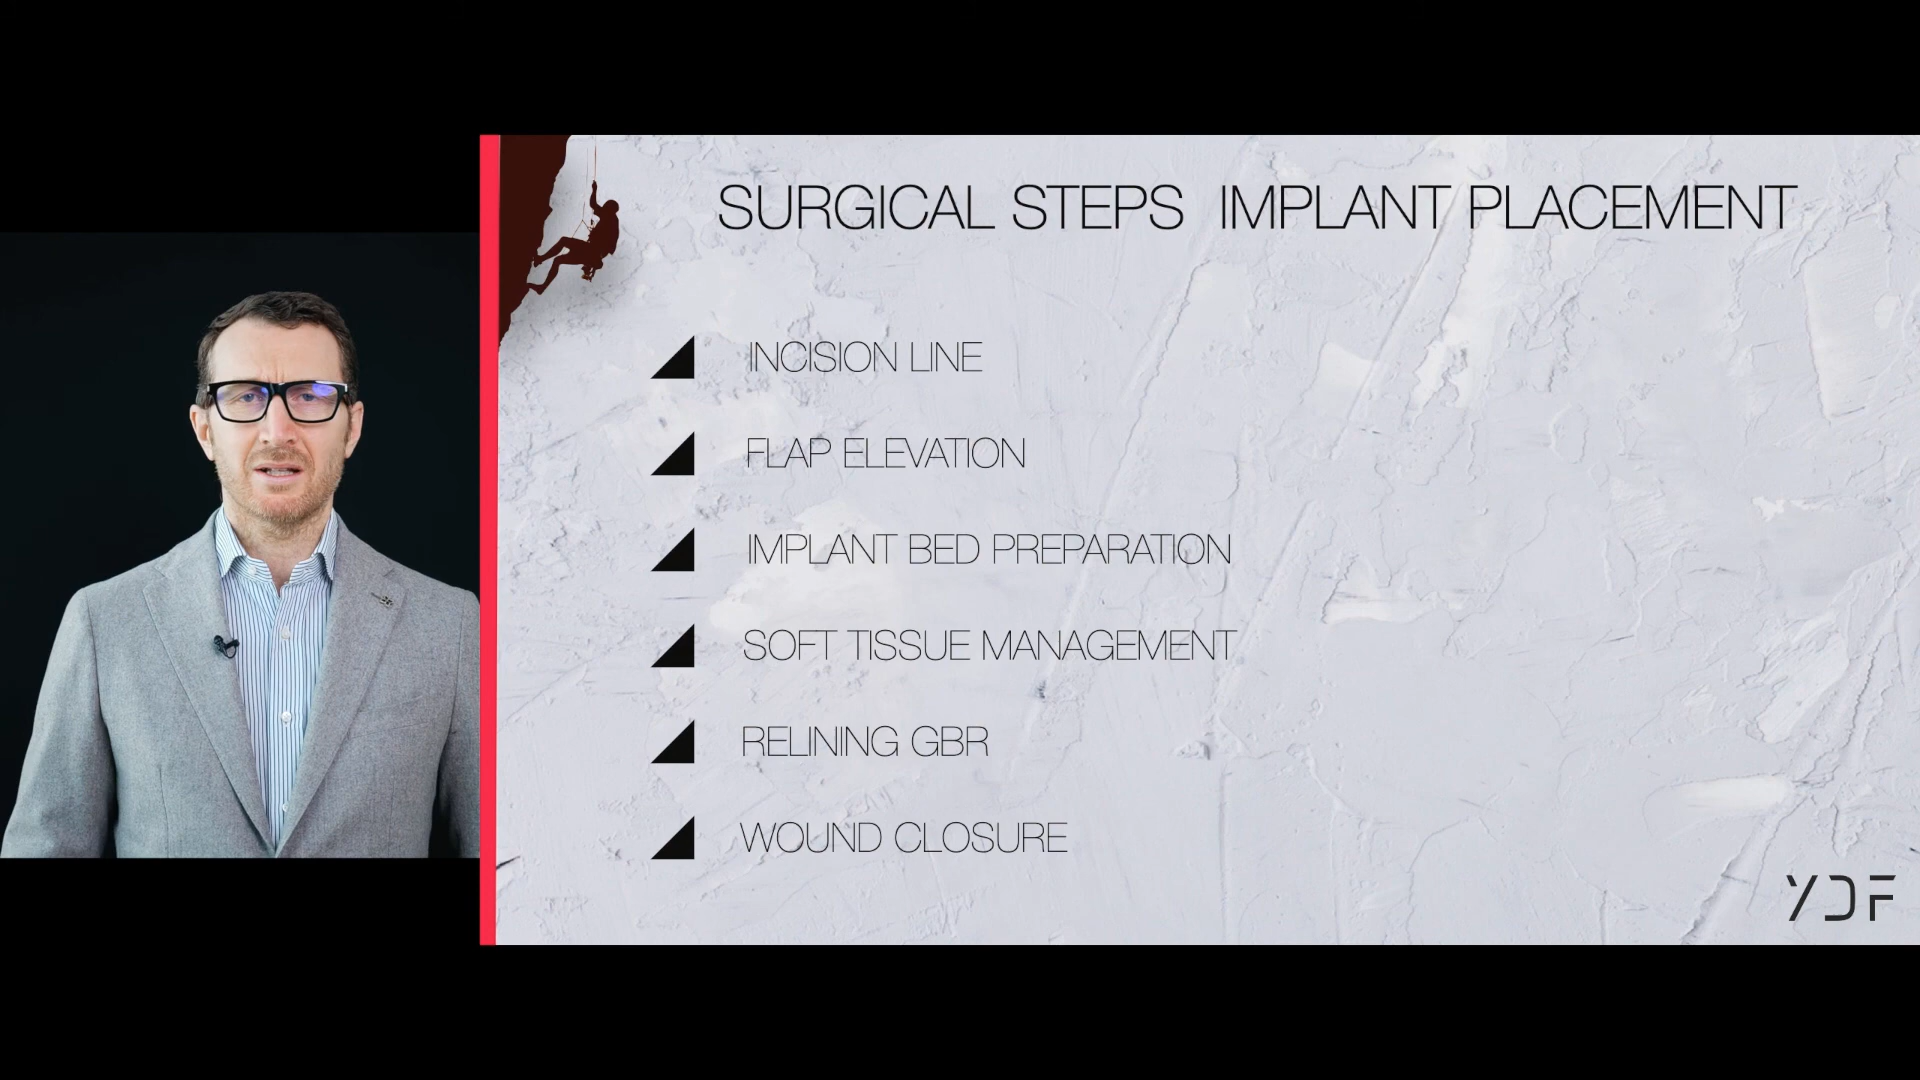 SURGICAL STEPS IMPLANT PLACEMENT
INCISION LINE
FLAP ELEVATION
IMPLANT BED PREPARATION
SOFT TISSUE MANAGEMENT
RELINING GBR
WOUND CLOSURE
YDF